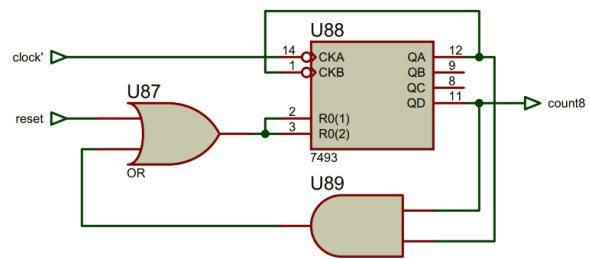 U88
clock'
14
CKA
QA
12
1
CKB
QB
9
QC
8
QD
11
count8
U87
reset
2
R0(1)
3
R0(2)
OR
7493
U89